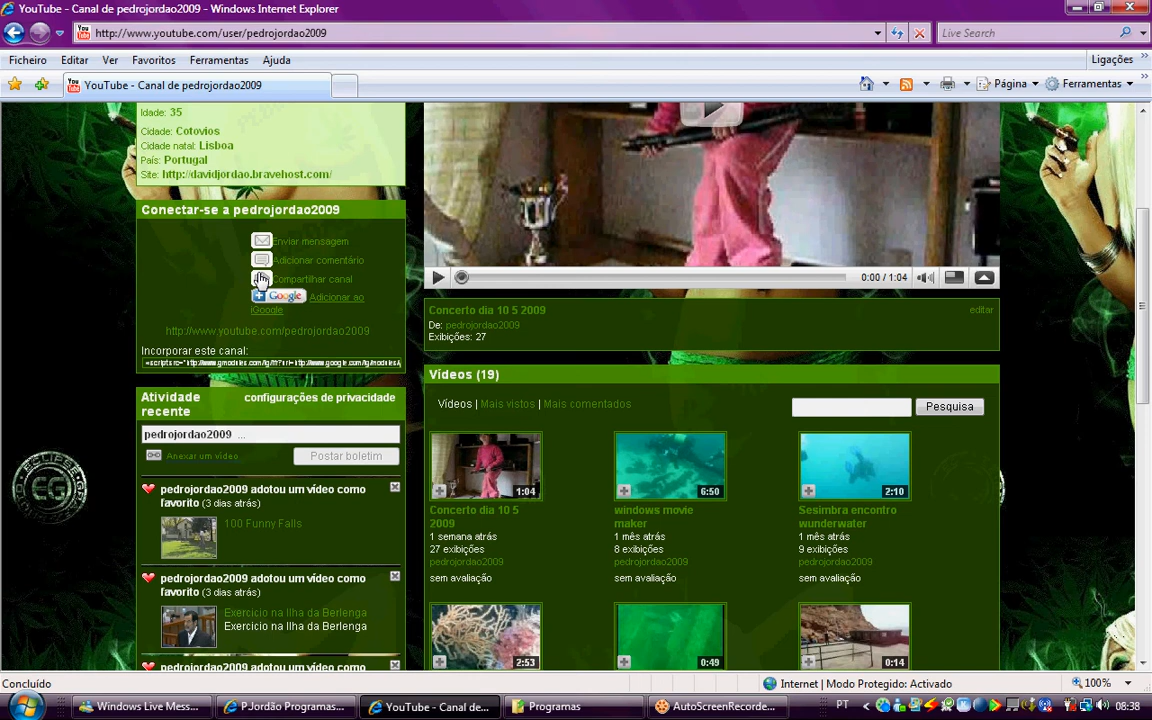 YouTube - Canal de pedrojordao2009 - Windows Internet Explorer
http://www.youtube.com/user/pedrojordao2009
Live Search
Ficheiro Editar Ver Favoritos Ferramentas Ajuda
Ligações
YouTube - Canal de pedrojordao2009
Página
Ferramentas
Idade: 35
Cidade: Cotovios
Cidade natal: Lisboa
País: Portugal
Site: http://davidjordao.bravehost.com/
Conectar-se a pedrojordao2009
Enviar mensagem
Adicionar comentário
Compartilhar canal
Google Adicionar ao
iGoogle
http://www.youtube.com/pedrojordao2009
Incorporar este canal:
Atividade
recente
configurações de privacidade
pedrojordao2009 ...
Anexar um vídeo
Postar boletim
pedrojordao2009 adotou um vídeo como
favorito (3 dias atrás)
100 Funny Falls
pedrojordao2009 adotou um vídeo como
favorito (3 dias atrás)
Exercicio na Ilha da Berlenga
Exercicio na Ilha da Berlenga
pedrojordao2009 adotou um vídeo como
0:00 / 1:04
Concerto dia 10 5 2009
editar
De: pedrojordao2009
Exibições: 27
Vídeos (19)
Vídeos | Mais vistos | Mais comentados
Pesquisa
1:04
Concerto dia 10 5
2009
1 semana atrás
27 exibições
pedrojordao2009
sem avaliação
6:50
windows movie
maker
1 mês atrás
8 exibições
pedrojordao2009
sem avaliação
2:10
Sesimbra encontro
wunderwater
1 mês atrás
9 exibições
pedrojordao2009
sem avaliação
2:53
0:49
0:14
ECLIPSE
EG
Concluído
Internet | Modo Protegido: Activado
100%
Windows Live Mess...
PJordão Programas...
YouTube - Canal de...
Programas
AutoScreenRecorde...
PT
08:38